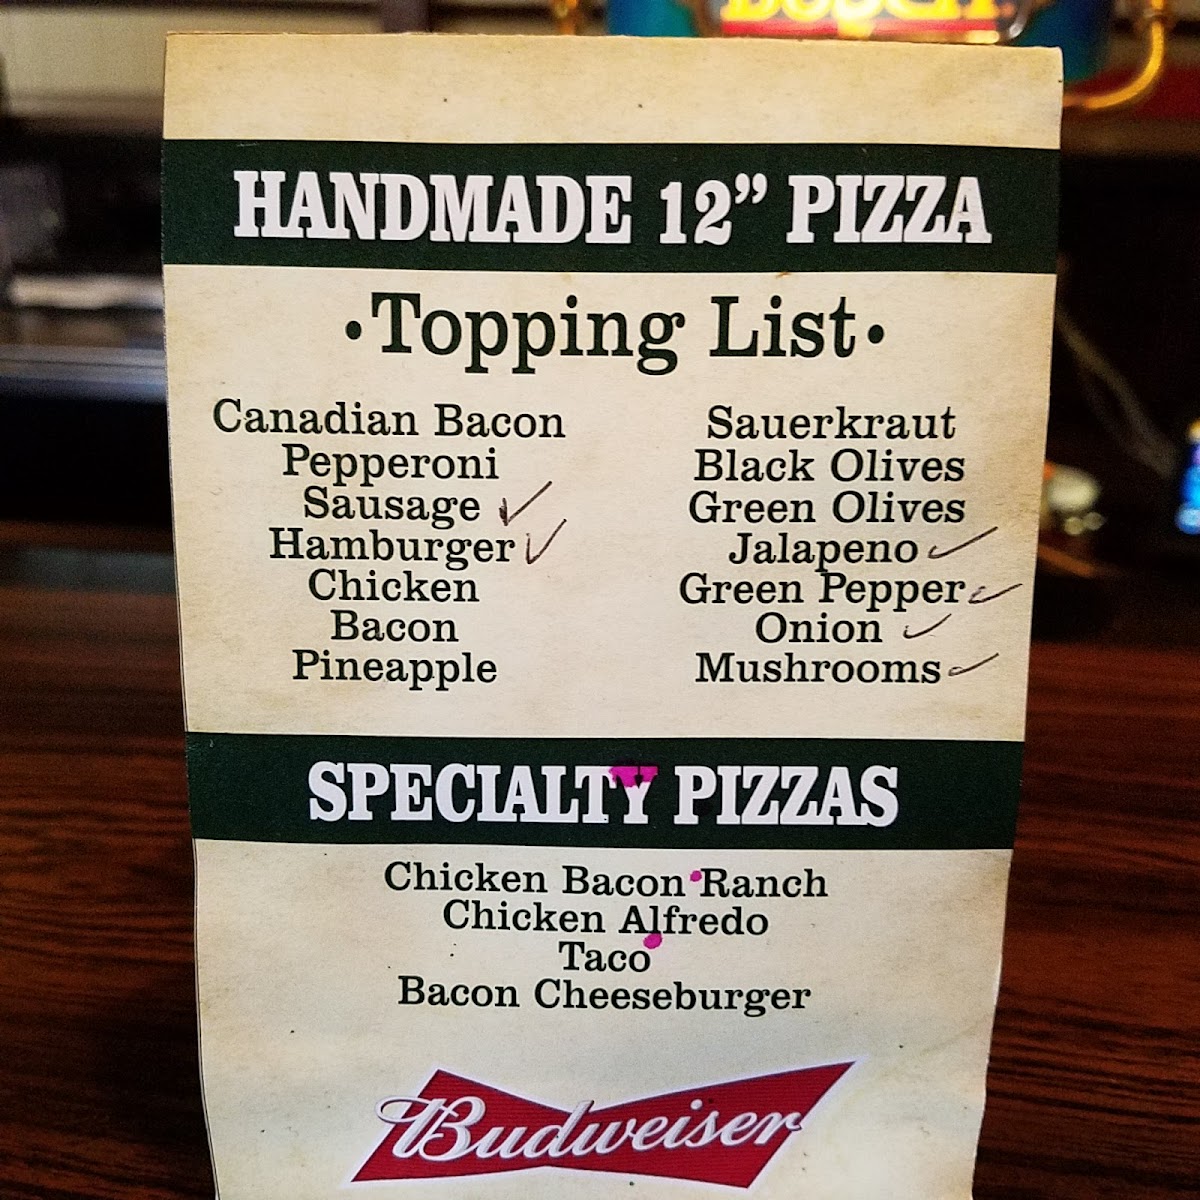 HANDMADE 12” PIZZA
•Topping List•
Canadian Bacon
Pepperoni
Sausage ✓
Hamburger ✓
Chicken
Bacon
Pineapple
Sauerkraut
Black Olives
Green Olives
Jalapeno ✓
Green Pepper ✓
Onion ✓
Mushrooms ✓
SPECIALTY PIZZAS
Chicken Bacon Ranch
Chicken Alfredo
Taco
Bacon Cheeseburger
Budweiser